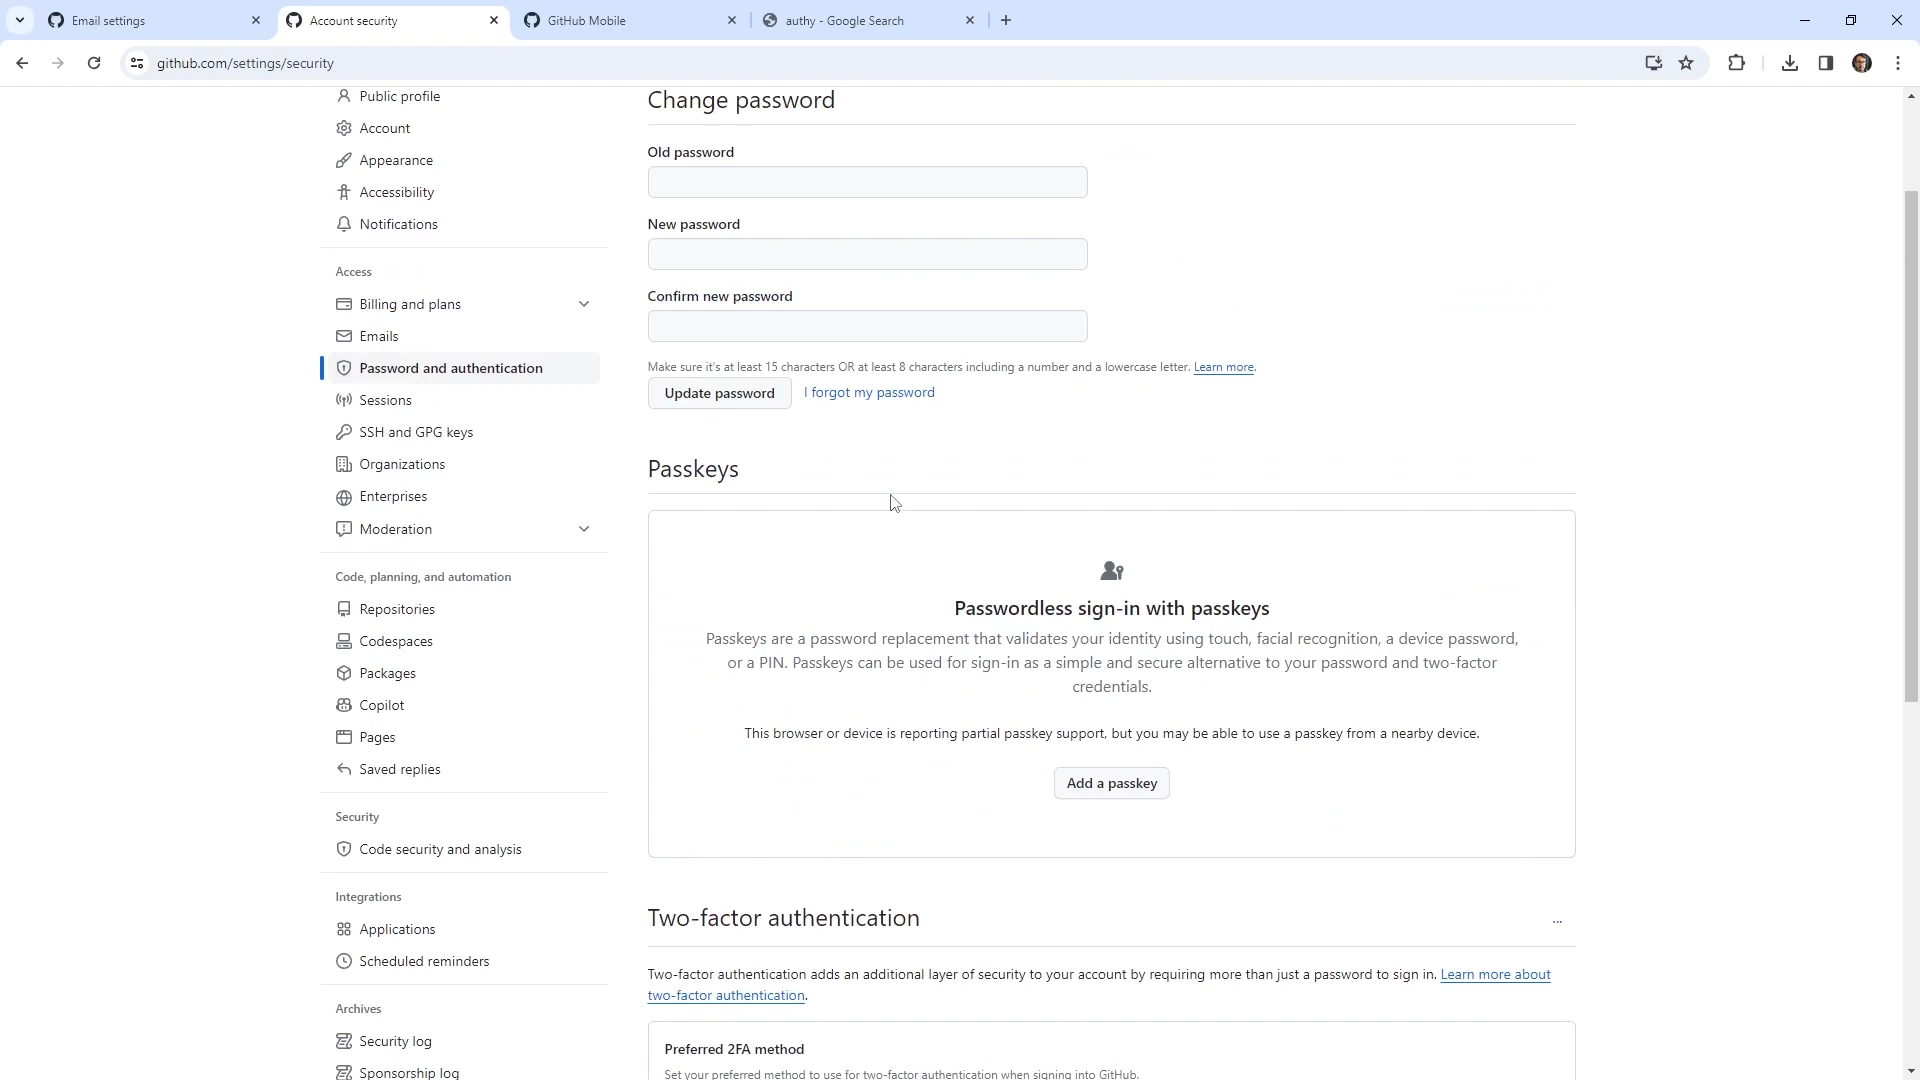 Email settings
Account security
GitHub Mobile
authy - Google Search
github.com/settings/security
Public profile
Account
Appearance
Accessibility
Notifications
Access
Billing and plans
Emails
Password and authentication
Sessions
SSH and GPG keys
Organizations
Enterprises
Moderation
Code, planning, and automation
Repositories
Codespaces
Packages
Copilot
Pages
Saved replies
Security
Code security and analysis
Integrations
Applications
Scheduled reminders
Archives
Security log
Sponsorship log
Change password
Old password
New password
Confirm new password
Make sure it's at least 15 characters OR at least 8 characters including a number and a lowercase letter. Learn more.
Update password
I forgot my password
Passkeys
Passwordless sign-in with passkeys
Passkeys are a password replacement that validates your identity using touch, facial recognition, a device password,
or a PIN. Passkeys can be used for sign-in as a simple and secure alternative to your password and two-factor
credentials.
This browser or device is reporting partial passkey support, but you may be able to use a passkey from a nearby device.
Add a passkey
Two-factor authentication
...
Two-factor authentication adds an additional layer of security to your account by requiring more than just a password to sign in. Learn more about
two-factor authentication.
Preferred 2FA method
Set your preferred method to use for two-factor authentication when signing into GitHub.